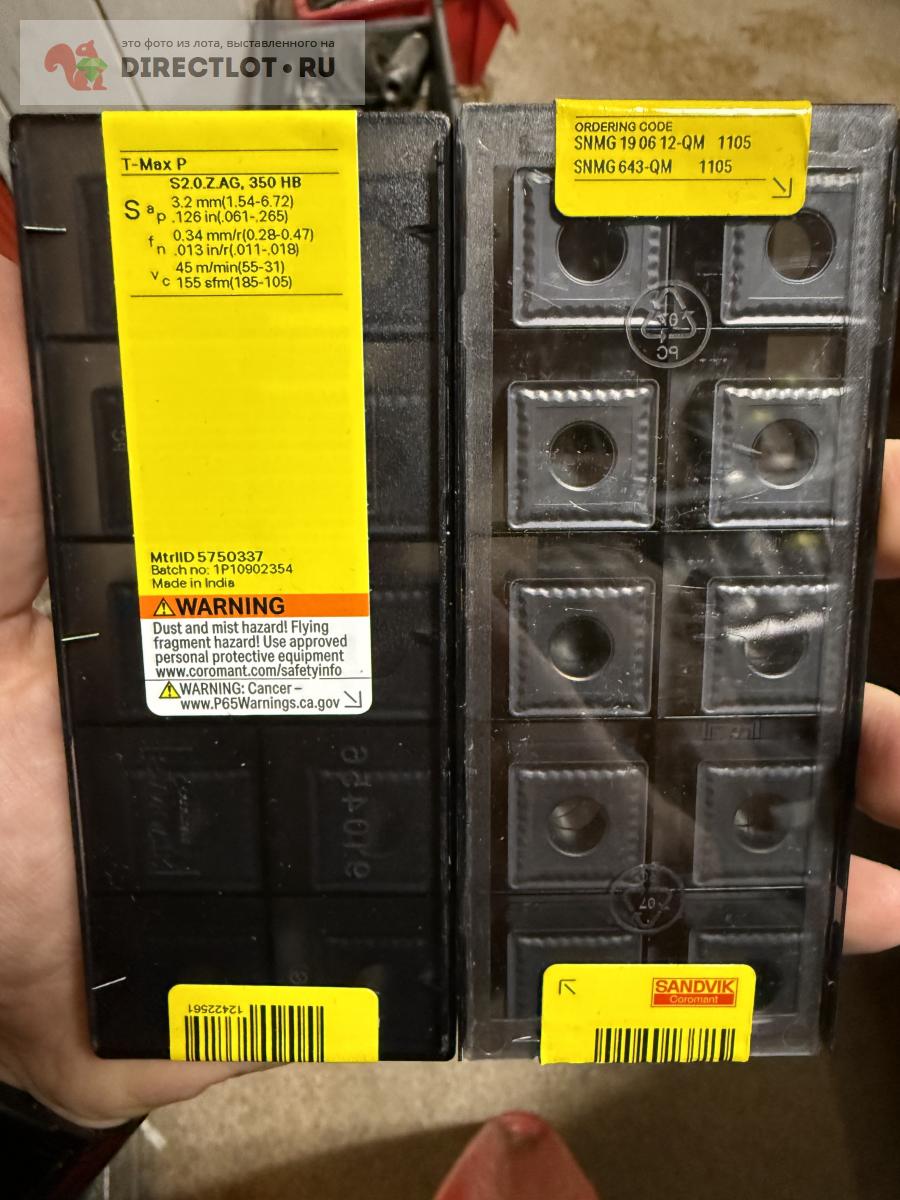 это фото из лота, выставленного на
DIRECTLOT.RU
T-Max P
S2.0.Z.AG, 350 HB
S ap 3.2 mm(1.54-6.72)
.126 in(.061-.265)
fn 0.34 mm/r(0.28-0.47)
.013 in/r(.011-.018)
vc 45 m/min(55-31)
155 sfm(185-105)
MtrlID 5750337
Batch no: 1P10902354
Made in India
WARNING
Dust and mist hazard! Flying
fragment hazard! Use approved
personal protective equipment
www.coromant.com/safetyinfo
WARNING: Cancer –
www.P65Warnings.ca.gov
12422561
ORDERING CODE
SNMG 19 06 12-QM 1105
SNMG 643-QM 1105
PC
07
SANDVIK
Coromant